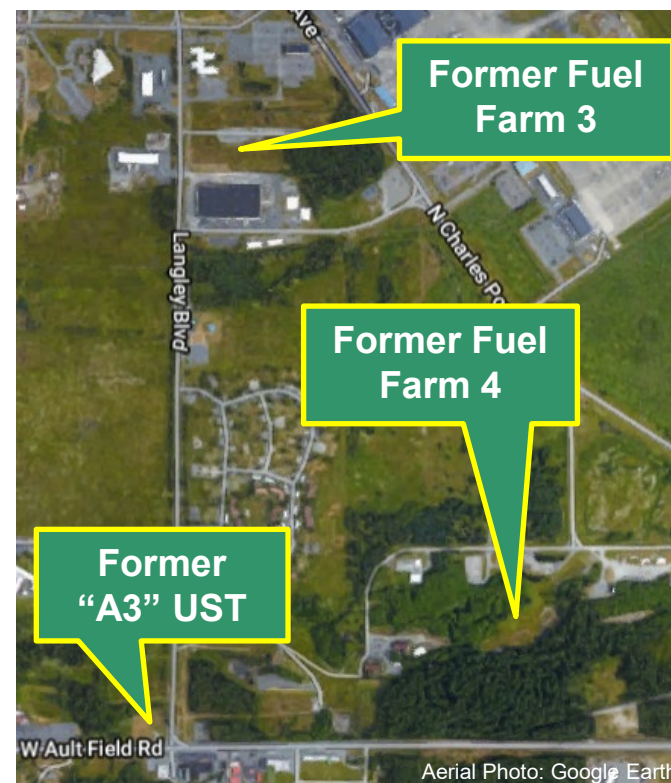 Ave
Former Fuel
Farm 3
N Charles Po
Langley Blvd
Former Fuel
Farm 4
Former
“A3” UST
W Ault Field Rd
Aerial Photo: Google Earth